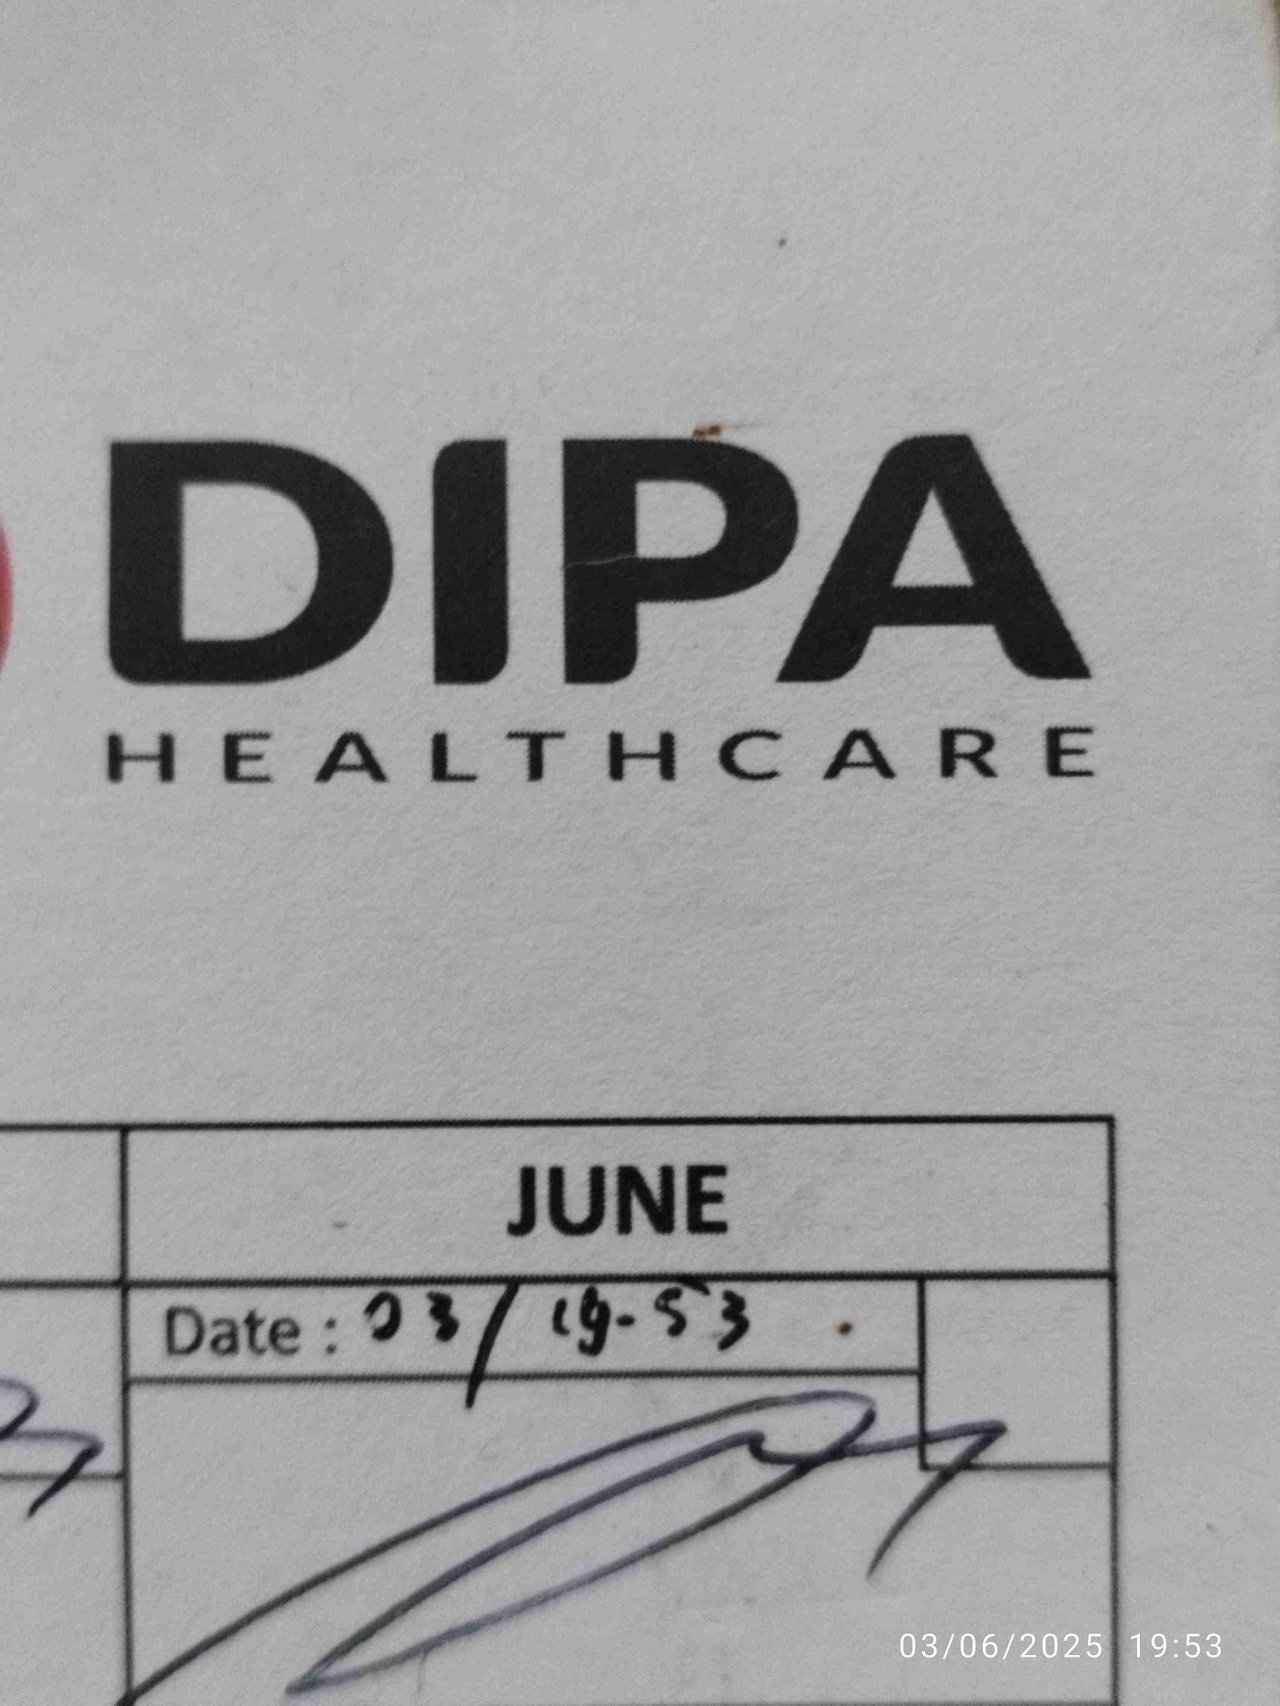 DIPA
HEALTHCARE
JUNE
Date : 03/19-53
03/06/2025 19:53